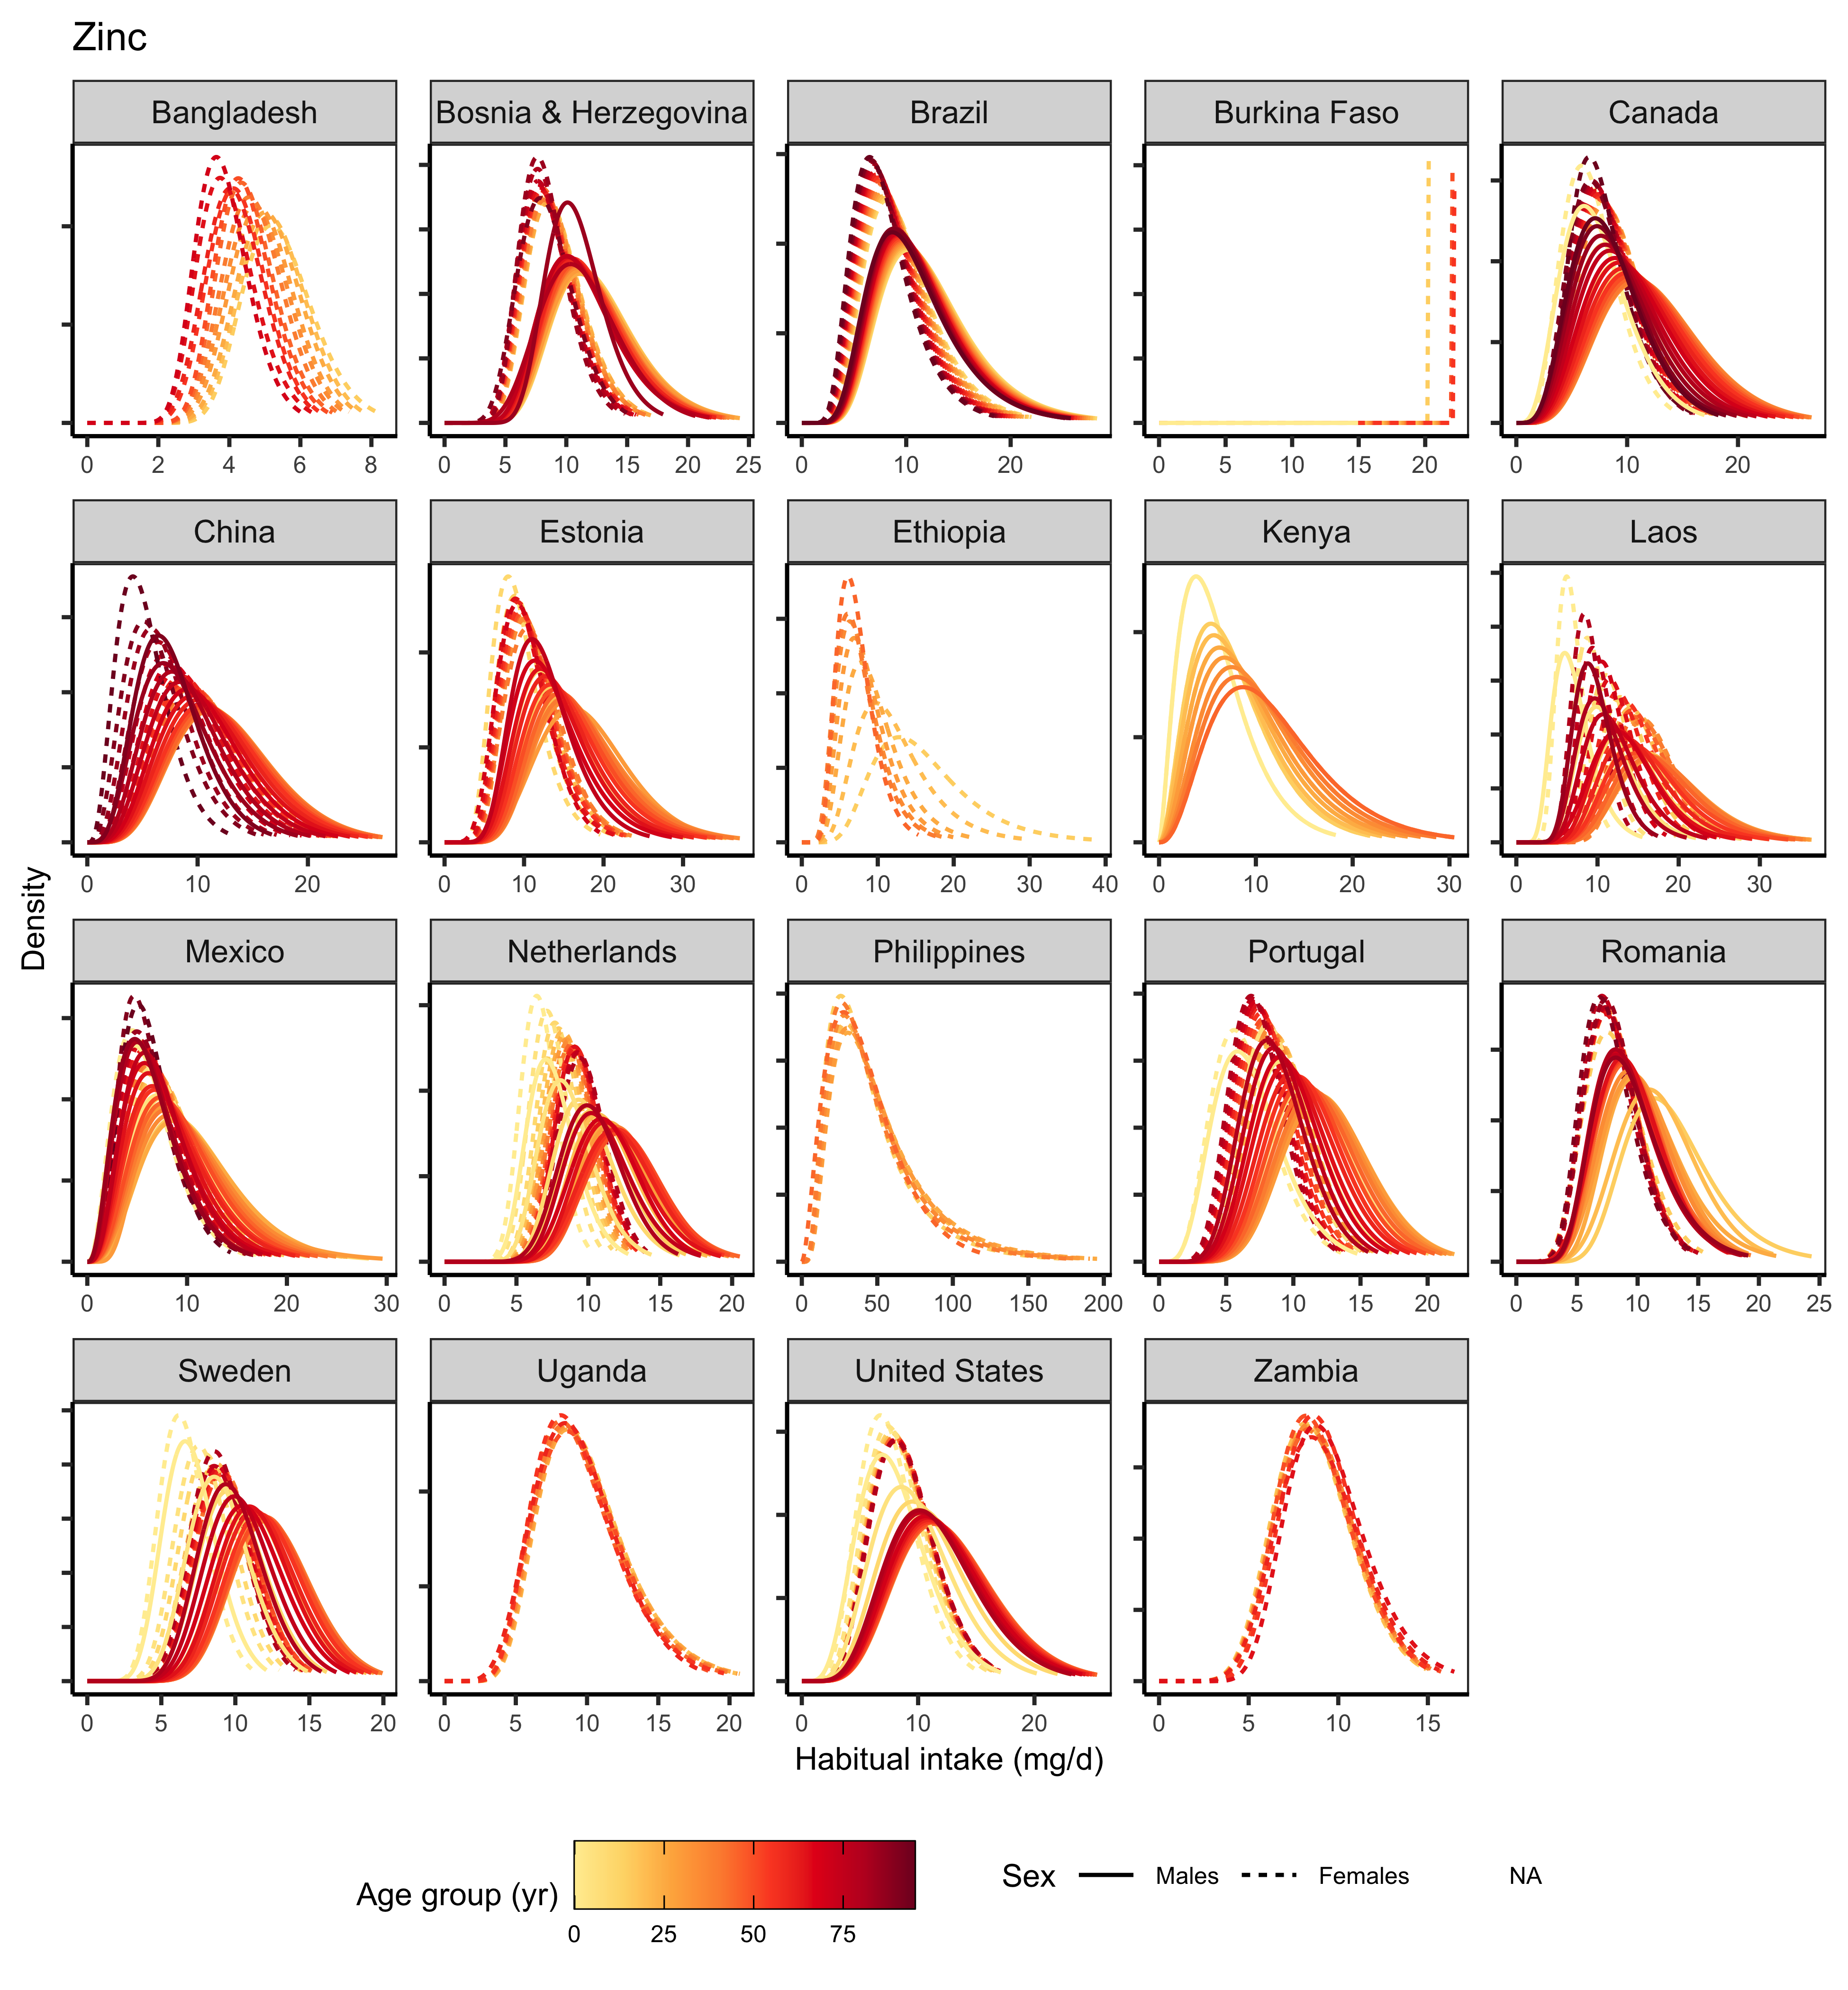 Zinc
Bangladesh Bosnia & Herzegovina Brazil Burkina Faso Canada
0 2 4 6 8 0 5 10 15 20 25 10 20 0 5 10 15 20 0 10 20
0
China Estonia Ethiopia Kenya Laos
0 10 20 0 10 20 30 0 10 20 30 40 0 10 20 30 0 10 20 30
Density
Mexico Netherlands Philippines Portugal Romania
0 10 20 30 0 5 10 15 20 0 50 100 150 200 0 5 10 15 20 0 5 10 15 20 25
Sweden Uganda United States Zambia
0 5 10 15 20 0 5 10 15 20 0 10 20 0 5 10 15
Habitual intake (mg/d)
Age group (yr) Sex Males Females NA
0 25 50 75